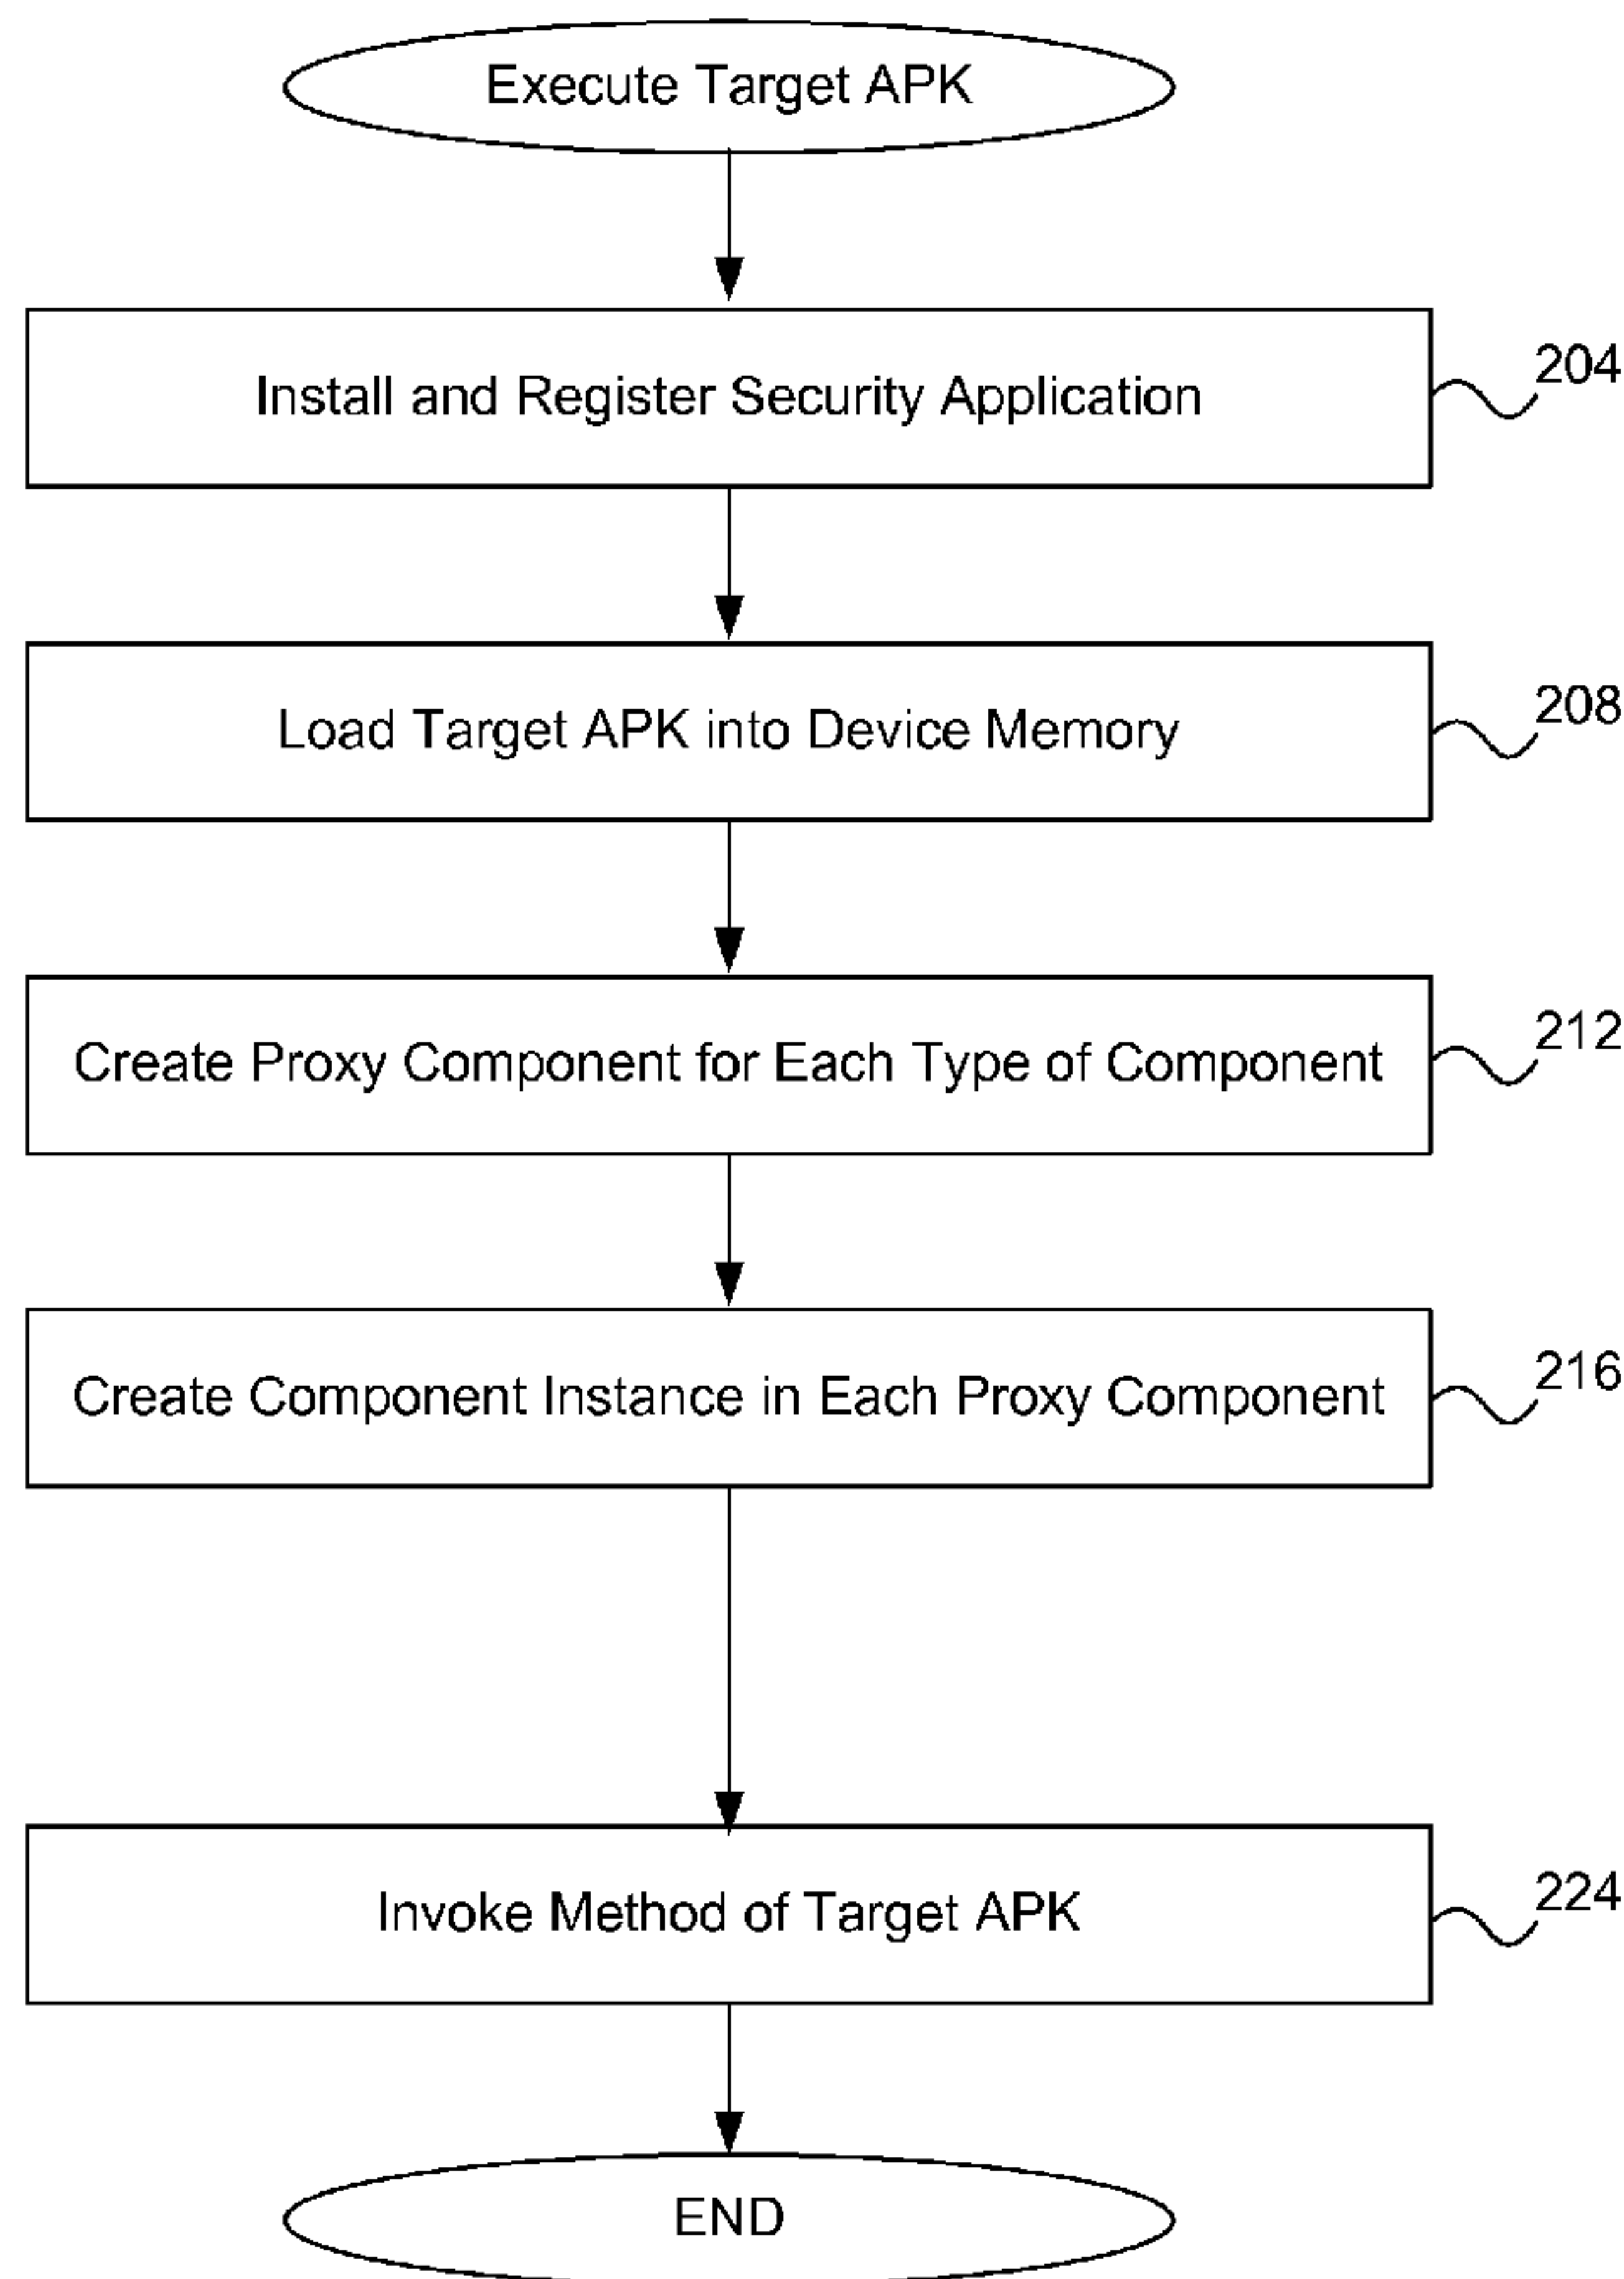 Execute Target APK
Install and Register Security Application
204
Load Target APK into Device Memory
208
Create Proxy Component for Each Type of Component
212
Create Component Instance in Each Proxy Component
216
Invoke Method of Target APK
224
END